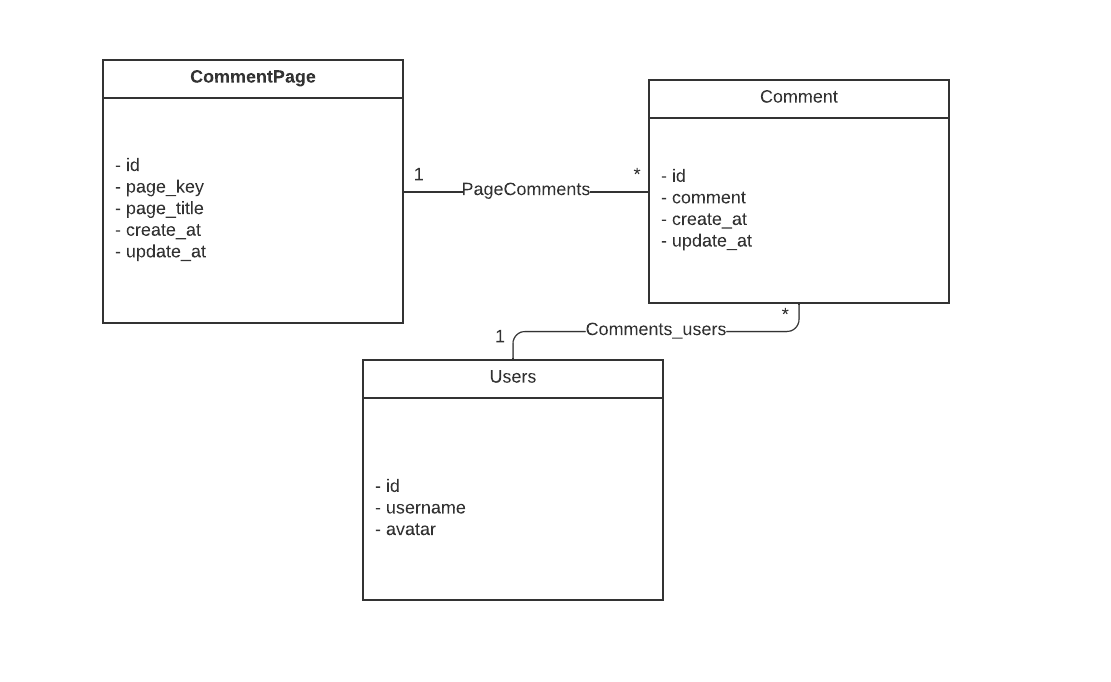 CommentPage
- id
- page_key
- page_title
- create_at
- update_at
1
PageComments
*
Comment
- id
- comment
- create_at
- update_at
*
Comments_users
1
Users
- id
- username
- avatar